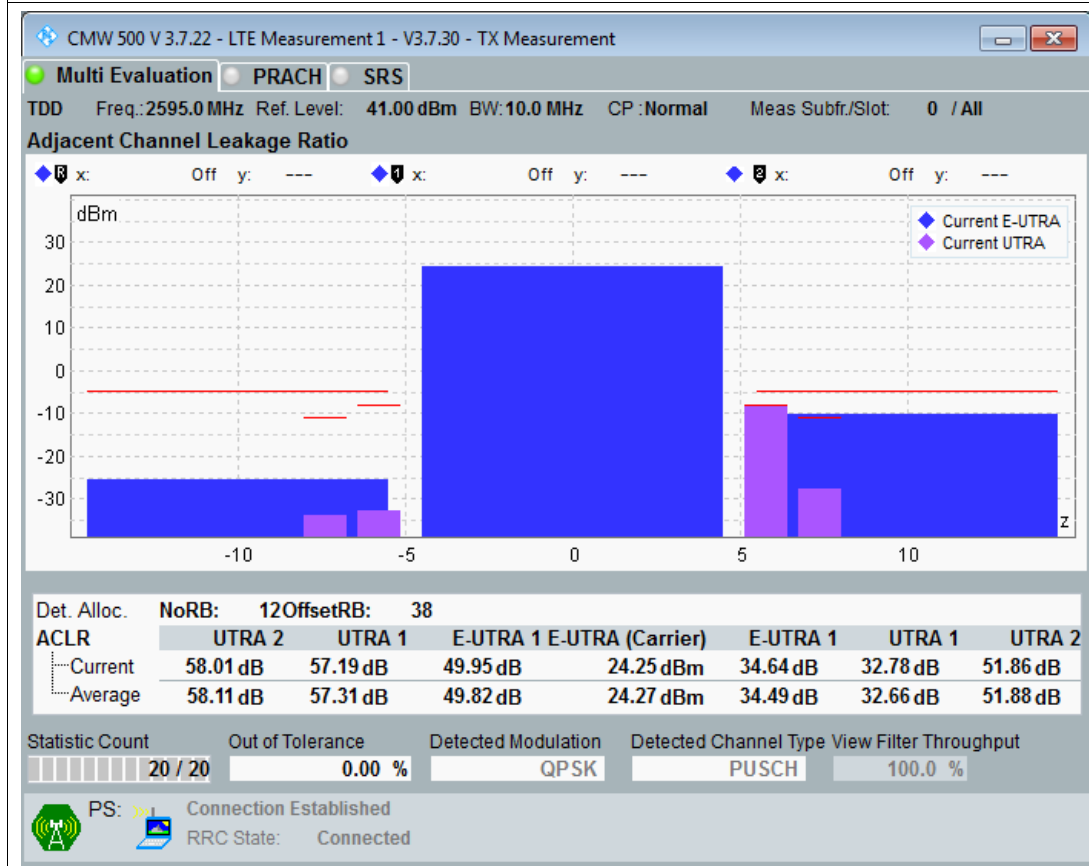 CMW 500 V 3.7.22 - LTE Measurement 1 - V3.7.30 - TX Measurement
Multi Evaluation PRACH SRS
TDD Freq.: 2595.0 MHz Ref. Level: 41.00 dBm BW: 10.0 MHz CP : Normal Meas Subfr./Slot: 0 / All
Adjacent Channel Leakage Ratio
R x: Off y: --- 1 x: Off y: --- 2 x: Off y: ---
dBm
Current E-UTRA
Current UTRA
30
20
10
0
-10
-20
-30
z
-10 -5 0 5 10
Det. Alloc. NoRB: 12 OffsetRB: 38
ACLR UTRA 2 UTRA 1 E-UTRA 1 E-UTRA (Carrier) E-UTRA 1 UTRA 1 UTRA 2
Current 58.01 dB 57.19 dB 49.95 dB 24.25 dBm 34.64 dB 32.78 dB 51.86 dB
Average 58.11 dB 57.31 dB 49.82 dB 24.27 dBm 34.49 dB 32.66 dB 51.88 dB
Statistic Count Out of Tolerance Detected Modulation Detected Channel Type View Filter Throughput
20 / 20 0.00 % QPSK PUSCH 100.0 %
PS: Connection Established
RRC State: Connected